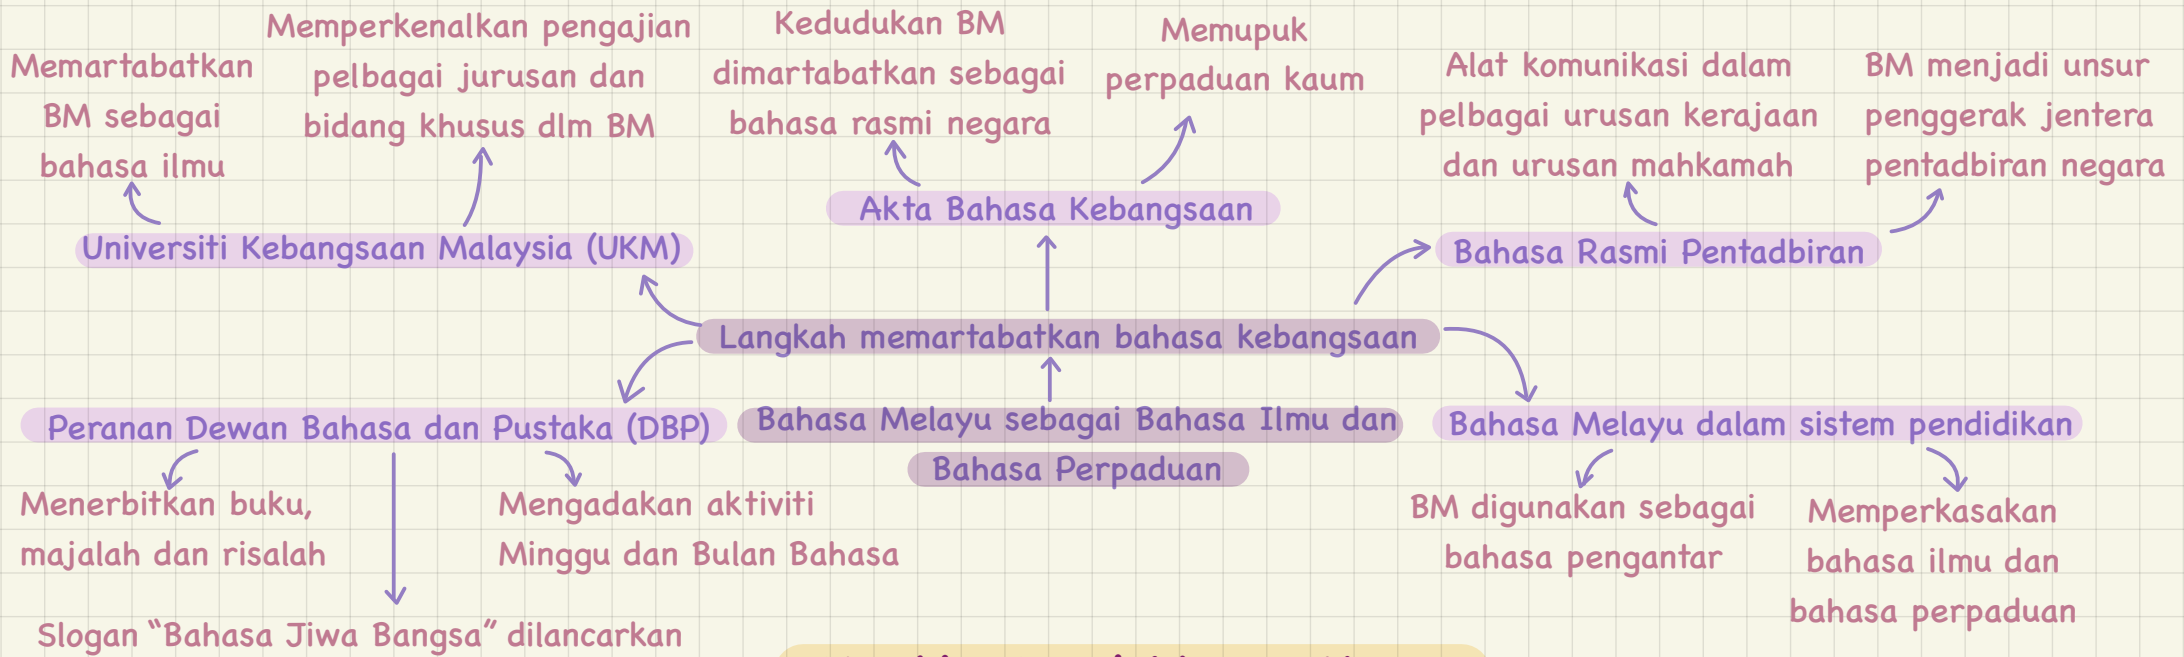 Memartabatkan
BM sebagai
bahasa ilmu
Memperkenalkan pengajian
pelbagai jurusan dan
bidang khusus dlm BM
Kedudukan BM
dimartabatkan sebagai
bahasa rasmi negara
Memupuk
perpaduan kaum
Alat komunikasi dalam
pelbagai urusan kerajaan
dan urusan mahkamah
BM menjadi unsur
penggerak jentera
pentadbiran negara
Universiti Kebangsaan Malaysia (UKM)
Akta Bahasa Kebangsaan
Bahasa Rasmi Pentadbiran
Langkah memartabatkan bahasa kebangsaan
Peranan Dewan Bahasa dan Pustaka (DBP)
Bahasa Melayu sebagai Bahasa Ilmu dan
Bahasa Perpaduan
Bahasa Melayu dalam sistem pendidikan
Menerbitkan buku,
majalah dan risalah
Mengadakan aktiviti
Minggu dan Bulan Bahasa
BM digunakan sebagai
bahasa pengantar
Memperkasakan
bahasa ilmu dan
bahasa perpaduan
Slogan “Bahasa Jiwa Bangsa” dilancarkan